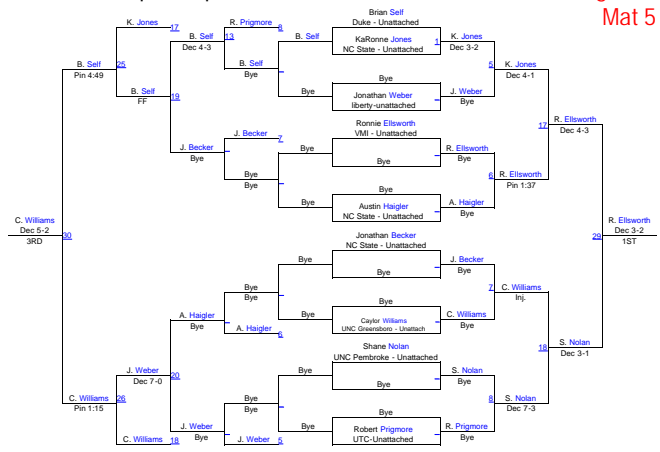 Mat 5
Brian Self
Duke - Unattached
K. Jones 17
R. Prigmore 8
KaRonne Jones 1
NC State - Unattached
K. Jones
Dec 3-2
B. Self
Dec 4-3
13
B. Self
B. Self
Pin 4:49
25
B. Self
Bye
Bye
5
K. Jones
Dec 4-1
B. Self
FF
19
Bye
Jonathan Weber
liberty-unattached
J. Weber
Bye
Ronnie Ellsworth
VMI - Unattached
17
R. Ellsworth
Dec 4-3
J. Becker 7
J. Becker
Bye
Bye
R. Ellsworth
Bye
Bye
Bye
6
R. Ellsworth
Pin 1:37
Bye
Austin Haigler
NC State - Unattached
A. Haigler
Bye
C. Williams
Dec 5-2
3RD
30
29
R. Ellsworth
Dec 3-2
1ST
Jonathan Becker
NC State - Unattached
Bye
J. Becker
Bye
Bye
Bye
7
C. Williams
Inj.
A. Haigler
Bye
A. Haigler 6
Bye
Caylor Williams
UNC Greensboro - Unattach
C. Williams
Bye
Shane Nolan
UNC Pembroke - Unattached
18
S. Nolan
Dec 3-1
J. Weber
Dec 7-0
20
Bye
S. Nolan
Bye
C. Williams
Pin 1:15
26
Bye
Bye
8
S. Nolan
Dec 7-3
J. Weber
Bye
Bye
Robert Prigmore
UTC-Unattached
R. Prigmore
Bye
C. Williams 18
J. Weber 5